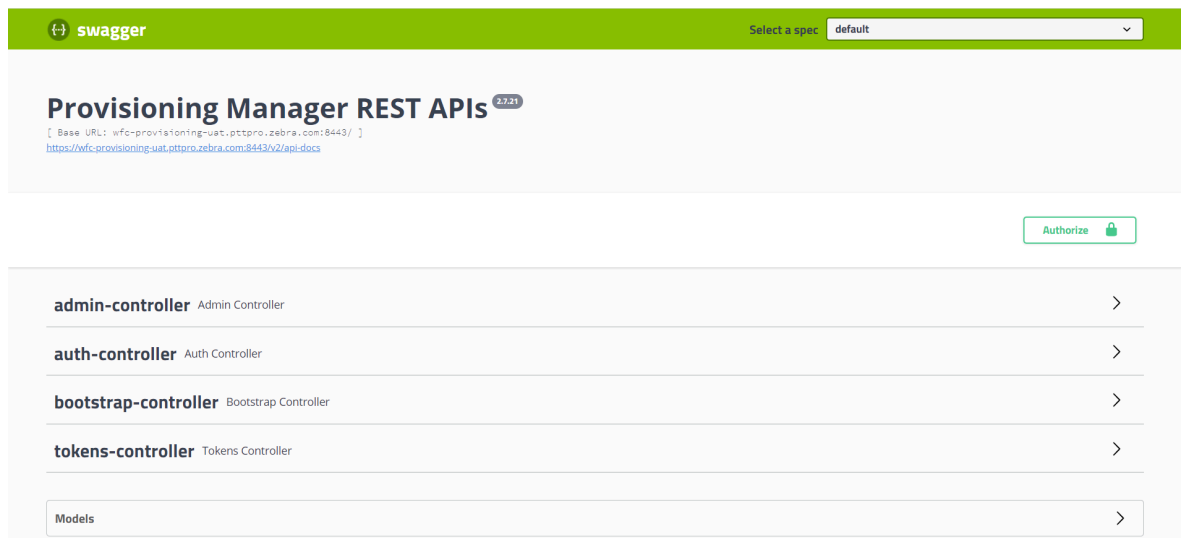 {··} swagger
Select a spec default
Provisioning Manager REST APIs 2.7.21
[ Base URL: wfc-provisioning-uat.pttpro.zebra.com:8443/ ]
https://wfc-provisioning-uat.pttpro.zebra.com:8443/v2/api-docs
Authorize
admin-controller Admin Controller
auth-controller Auth Controller
bootstrap-controller Bootstrap Controller
tokens-controller Tokens Controller
Models